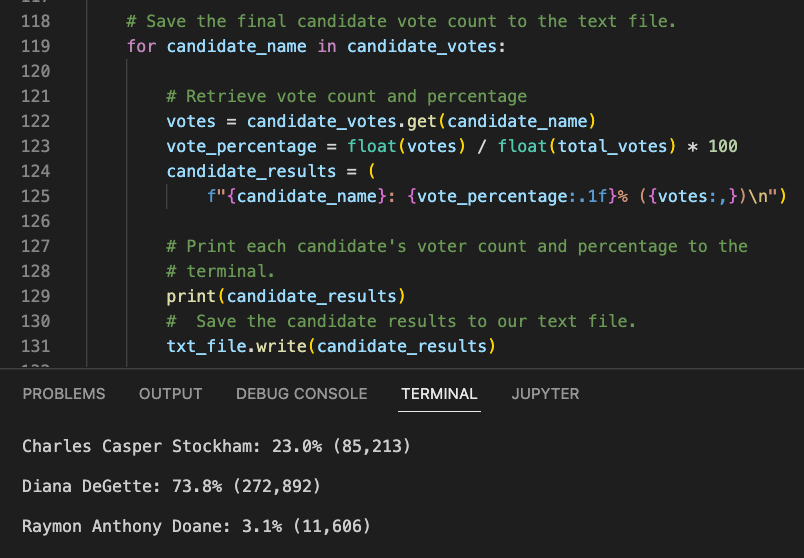 118 # Save the final candidate vote count to the text file.
119 for candidate_name in candidate_votes:
120
121 # Retrieve vote count and percentage
122 votes = candidate_votes.get(candidate_name)
123 vote_percentage = float(votes) / float(total_votes) * 100
124 candidate_results = (
125 f"{candidate_name}: {vote_percentage:.1f}% ({votes:,})\n")
126
127 # Print each candidate's voter count and percentage to the
128 # terminal.
129 print(candidate_results)
130 #  Save the candidate results to our text file.
131 txt_file.write(candidate_results)
PROBLEMS OUTPUT DEBUG CONSOLE TERMINAL JUPYTER
Charles Casper Stockham: 23.0% (85,213)
Diana DeGette: 73.8% (272,892)
Raymon Anthony Doane: 3.1% (11,606)